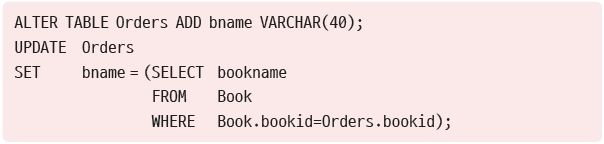 ALTER TABLE Orders ADD bname VARCHAR(40);
UPDATE Orders
SET bname = (SELECT bookname
FROM Book
WHERE Book.bookid=Orders.bookid);